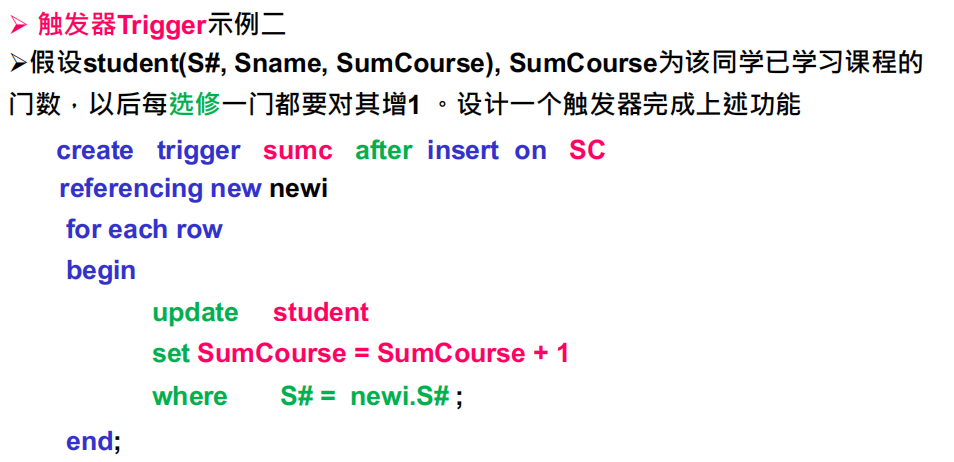 ➢ 触发器Trigger示例二
➢假设student(S#, Sname, SumCourse), SumCourse为该同学已学习课程的
门数，以后每选修一门都要对其增1 。设计一个触发器完成上述功能
create trigger sumc after insert on SC
referencing new newi
for each row
begin
update student
set SumCourse = SumCourse + 1
where S# = newi.S# ;
end;